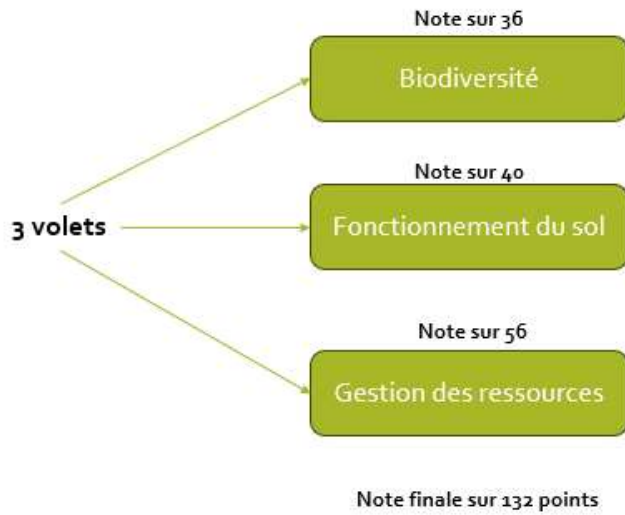 Note sur 36
Biodiversité
Note sur 40
3 volets
Fonctionnement du sol
Note sur 56
Gestion des ressources
Note finale sur 132 points